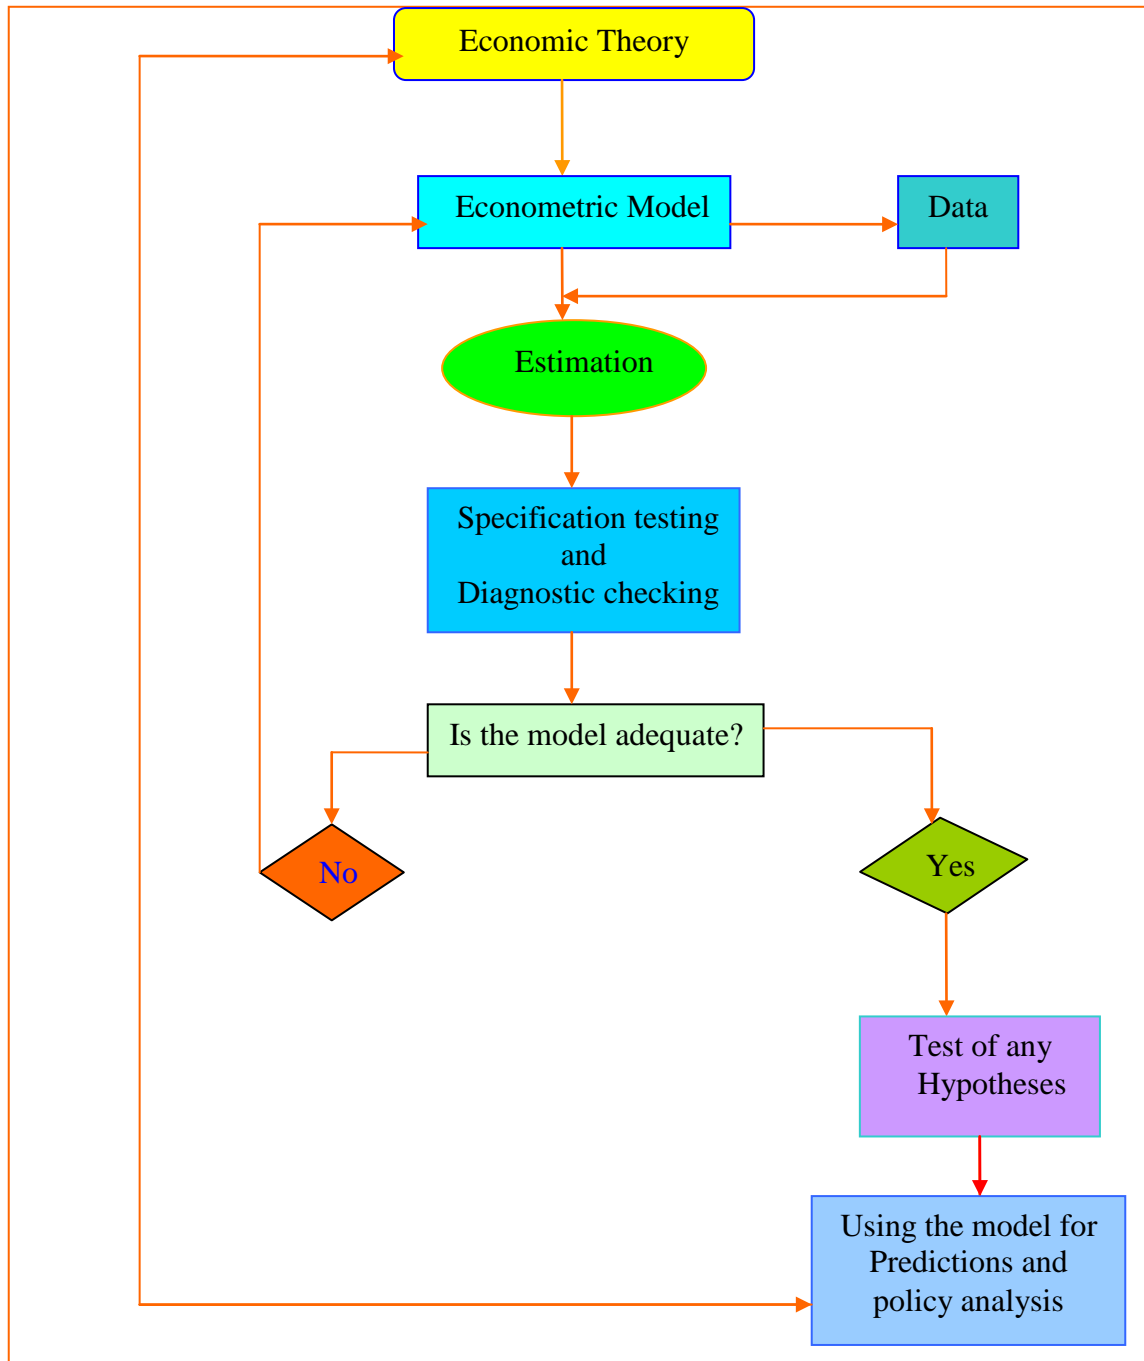 Economic Theory
Econometric Model
Data
Estimation
Specification testing
and
Diagnostic checking
Is the model adequate?
No
Yes
Test of any
Hypotheses
Using the model for
Predictions and
policy analysis